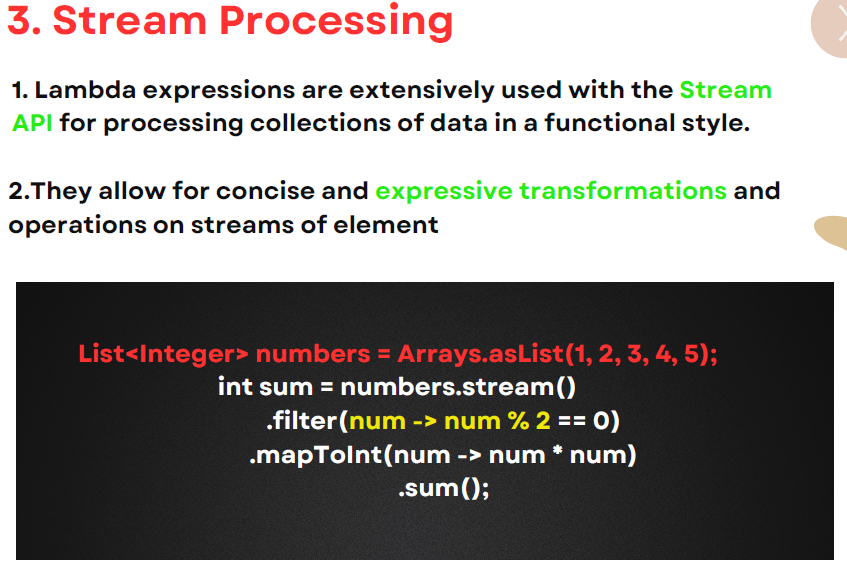 3. Stream Processing
1. Lambda expressions are extensively used with the Stream
API for processing collections of data in a functional style.
2.They allow for concise and expressive transformations and
operations on streams of element
List<Integer> numbers = Arrays.asList(1, 2, 3, 4, 5);
int sum = numbers.stream()
.filter(num -> num % 2 == 0)
.mapToInt(num -> num * num)
.sum();